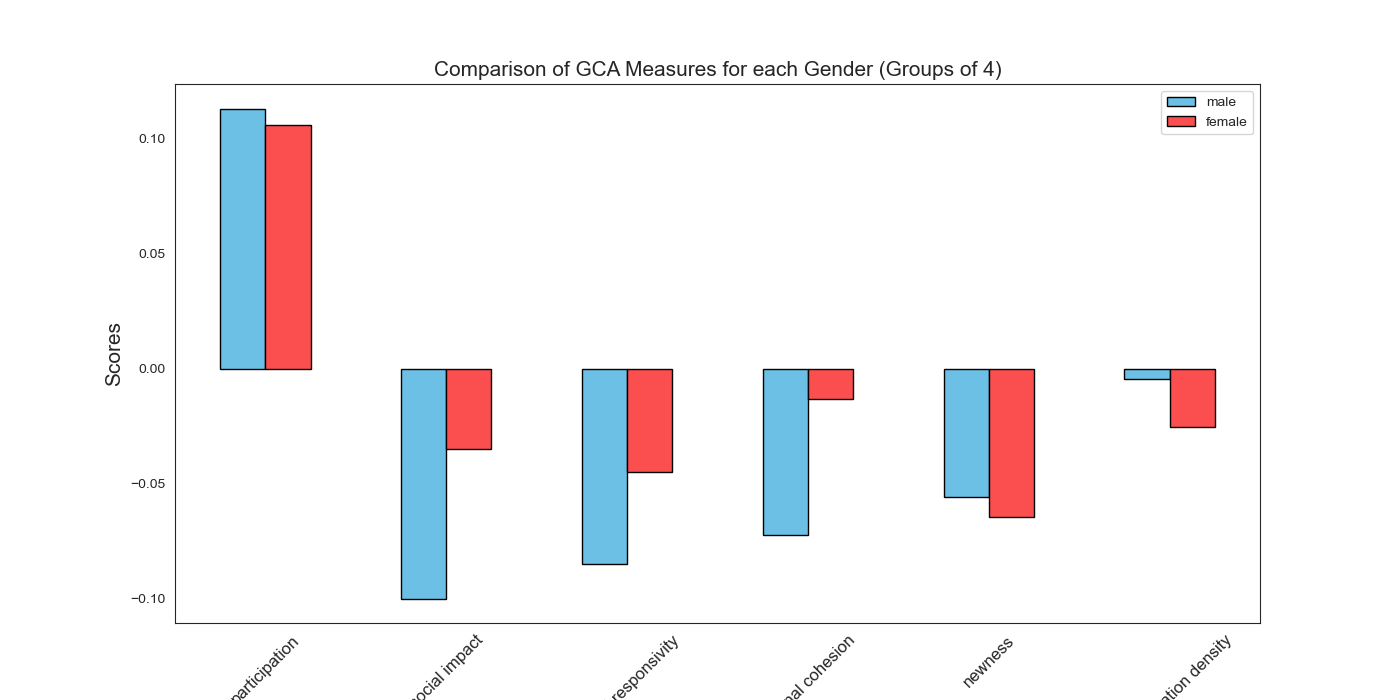 Comparison of GCA Measures for each Gender (Groups of 4)
male
female
0.10
0.05
0.00
−0.05
−0.10
Scores
participation
ocial impact
responsivity
nal cohesion
newness
ation density